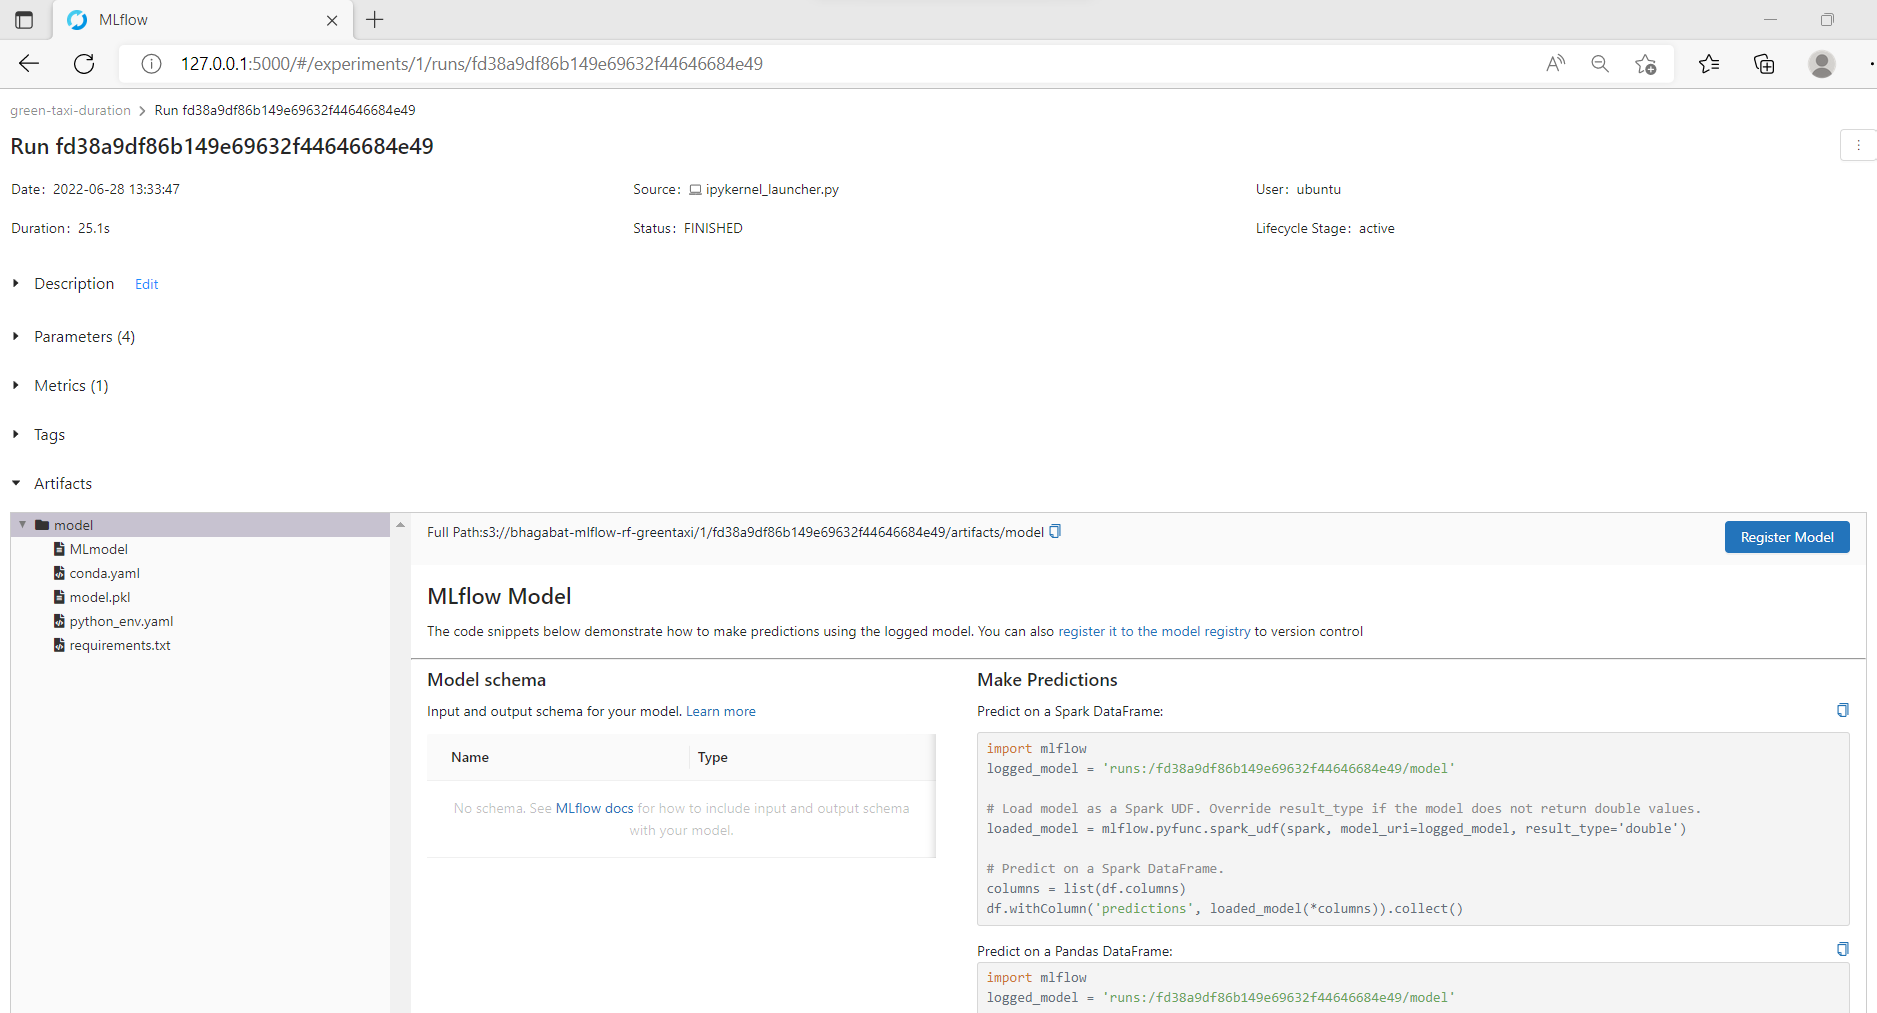 MLflow
127.0.0.1:5000/#/experiments/1/runs/fd38a9df86b149e69632f44646684e49
green-taxi-duration > Run fd38a9df86b149e69632f44646684e49
Run fd38a9df86b149e69632f44646684e49
Date: 2022-06-28 13:33:47
Source: ipykernel_launcher.py
User: ubuntu
Duration: 25.1s
Status: FINISHED
Lifecycle Stage: active
Description Edit
Parameters (4)
Metrics (1)
Tags
Artifacts
model
MLmodel
conda.yaml
model.pkl
python_env.yaml
requirements.txt
Full Path:s3://bhagabat-mlflow-rf-greentaxi/1/fd38a9df86b149e69632f44646684e49/artifacts/model
Register Model
MLflow Model
The code snippets below demonstrate how to make predictions using the logged model. You can also register it to the model registry to version control
Model schema
Input and output schema for your model. Learn more
Name Type
No schema. See MLflow docs for how to include input and output schema
with your model.
Make Predictions
Predict on a Spark DataFrame:
import mlflow
logged_model = 'runs:/fd38a9df86b149e69632f44646684e49/model'
# Load model as a Spark UDF. Override result_type if the model does not return double values.
loaded_model = mlflow.pyfunc.spark_udf(spark, model_uri=logged_model, result_type='double')
# Predict on a Spark DataFrame.
columns = list(df.columns)
df.withColumn('predictions', loaded_model(*columns)).collect()
Predict on a Pandas DataFrame:
import mlflow
logged_model = 'runs:/fd38a9df86b149e69632f44646684e49/model'